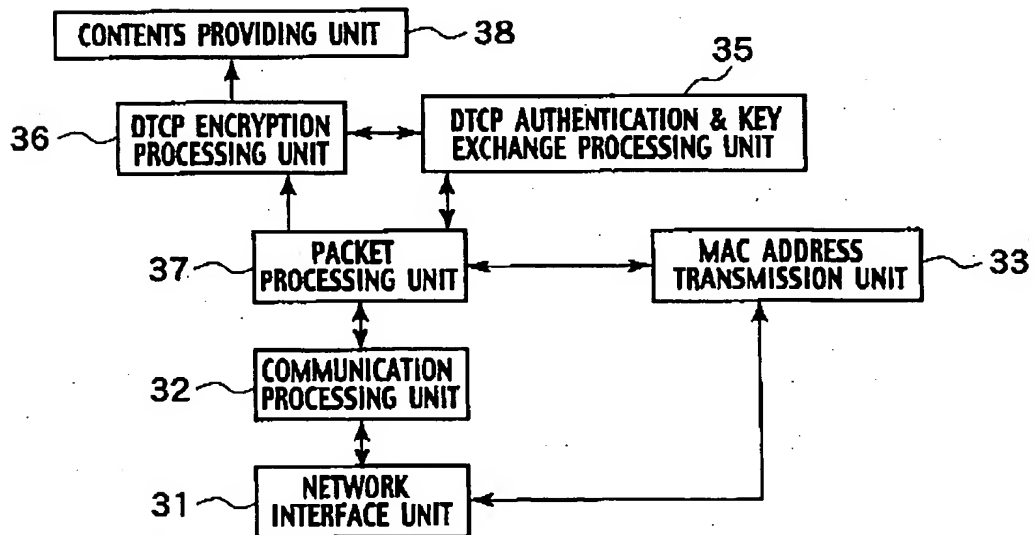 CONTENTS PROVIDING UNIT
38
35
36
DTCP ENCRYPTION
PROCESSING UNIT
DTCP AUTHENTICATION & KEY
EXCHANGE PROCESSING UNIT
37
PACKET
PROCESSING UNIT
MAC ADDRESS
TRANSMISSION UNIT
33
32
COMMUNICATION
PROCESSING UNIT
31
NETWORK
INTERFACE UNIT